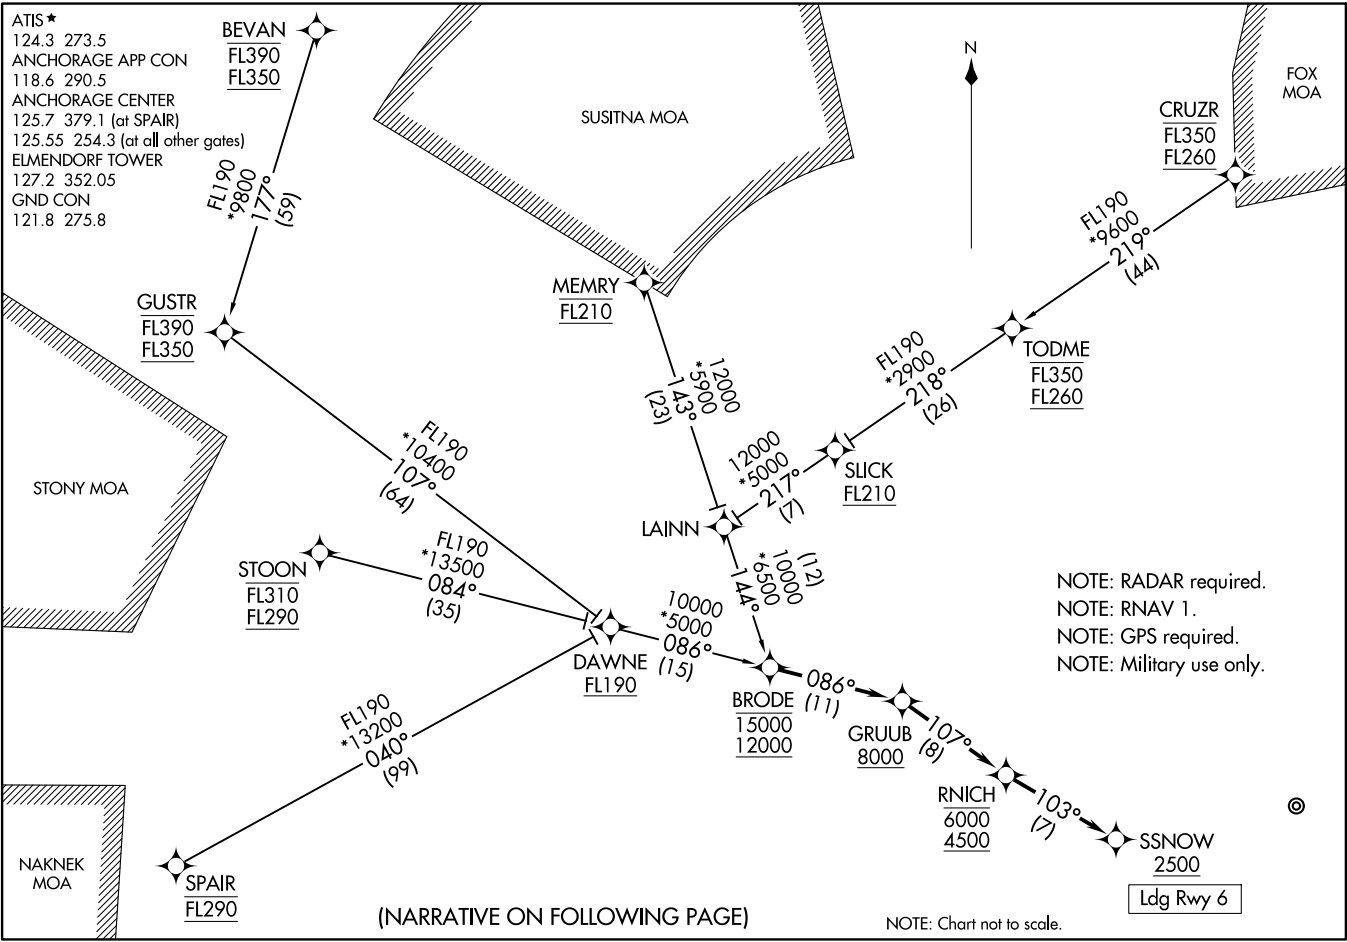 ATIS ★
124.3 273.5
ANCHORAGE APP CON
118.6 290.5
ANCHORAGE CENTER
125.7 379.1 (at SPAIR)
125.55 254.3 (at all other gates)
ELMENDORF TOWER
127.2 352.05
GND CON
121.8 275.8
BEVAN
FL390
FL350
FL190
*9800
177°
(59)
GUSTR
FL390
FL350
SUSITNA MOA
N
FOX
MOA
CRUZR
FL350
FL260
FL190
*9600
219°
(44)
MEMRY
FL210
TODME
FL350
FL260
12000
*5900
143°
(23)
FL190
*2900
218°
(26)
STONY MOA
FL190
*10400
107°
(64)
12000
*5000
217°
(7)
SLICK
FL210
LAINN
STOON
FL310
FL290
FL190
*13500
084°
(35)
(12)
10000
*6500
144°
DAWNE
FL190
10000
*5000
086°
(15)
NOTE: RADAR required.
NOTE: RNAV 1.
NOTE: GPS required.
NOTE: Military use only.
BRODE
15000
12000
086°
(11)
GRUUB
8000
107°
(8)
FL190
*13200
040°
(99)
RNICH
6000
4500
103°
(7)
SSNOW
2500
Ldg Rwy 6
NAKNEK
MOA
SPAIR
FL290
(NARRATIVE ON FOLLOWING PAGE)
NOTE: Chart not to scale.